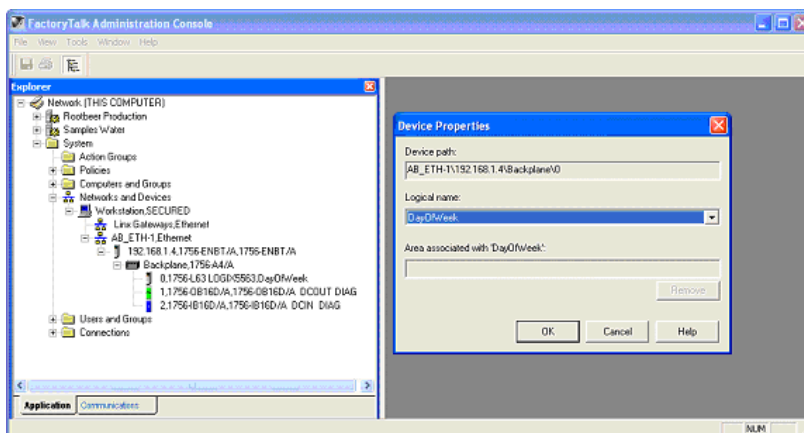 FactoryTalk Administration Console
File View Tools Window Help
Explorer
Network (THIS COMPUTER)
Rootbeer Production
Samples Water
System
Action Groups
Policies
Computers and Groups
Networks and Devices
Workstation,SECURED
Linx Gateways,Ethernet
AB_ETH-1,Ethernet
192.168.1.4,1756-ENBT/A,1756-ENBT/A
Backplane,1756-A4/A
0,1756-L63 LOGIX5563,DayOfWeek
1,1756-OB16D/A,1756-OB16D/A DCOUT DIAG
2,1756-IB16D/A,1756-IB16D/A DCIN DIAG
Users and Groups
Connections
Application Communications
Device Properties
Device path:
AB_ETH-1\192.168.1.4\Backplane\0
Logical name:
DayOfWeek
Area associated with 'DayOfWeek':
Remove
OK Cancel Help
NUM